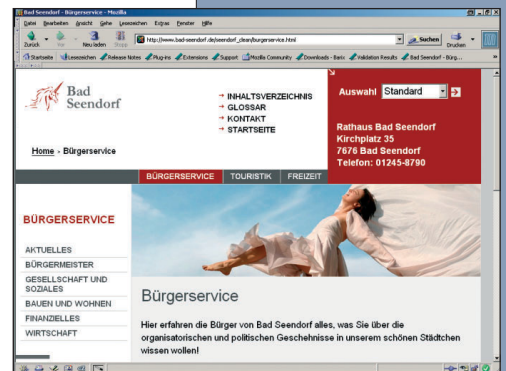 Bad Seendorf - Bürgerservice - Mozilla
Datei Bearbeiten Ansicht Gehe Lesezeichen Extras Fenster Hilfe
Zurück Vor Neu laden Stopp http://www.bad-seendorf.de/seendorf_clean/burgerservice.html Suchen Drucken
Startseite Lesezeichen Release Notes Plug-ins Extensions Support Mozilla Community Downloads - Barix Validation Results Bad Seendorf - Bürg...
Bad
Seendorf
→ INHALTSVERZEICHNIS
→ GLOSSAR
→ KONTAKT
→ STARTSEITE
Auswahl Standard
Rathaus Bad Seendorf
Kirchplatz 35
7676 Bad Seendorf
Telefon: 01245-8790
Home › Bürgerservice
BÜRGERSERVICE TOURISTIK FREIZEIT
BÜRGERSERVICE
AKTUELLES
BÜRGERMEISTER
GESELLSCHAFT UND
SOZIALES
BAUEN UND WOHNEN
FINANZIELLES
WIRTSCHAFT
Bürgerservice
Hier erfahren die Bürger von Bad Seendorf alles, was Sie über die
organisatorischen und politischen Geschehnisse in unserem schönen Städtchen
wissen wollen!